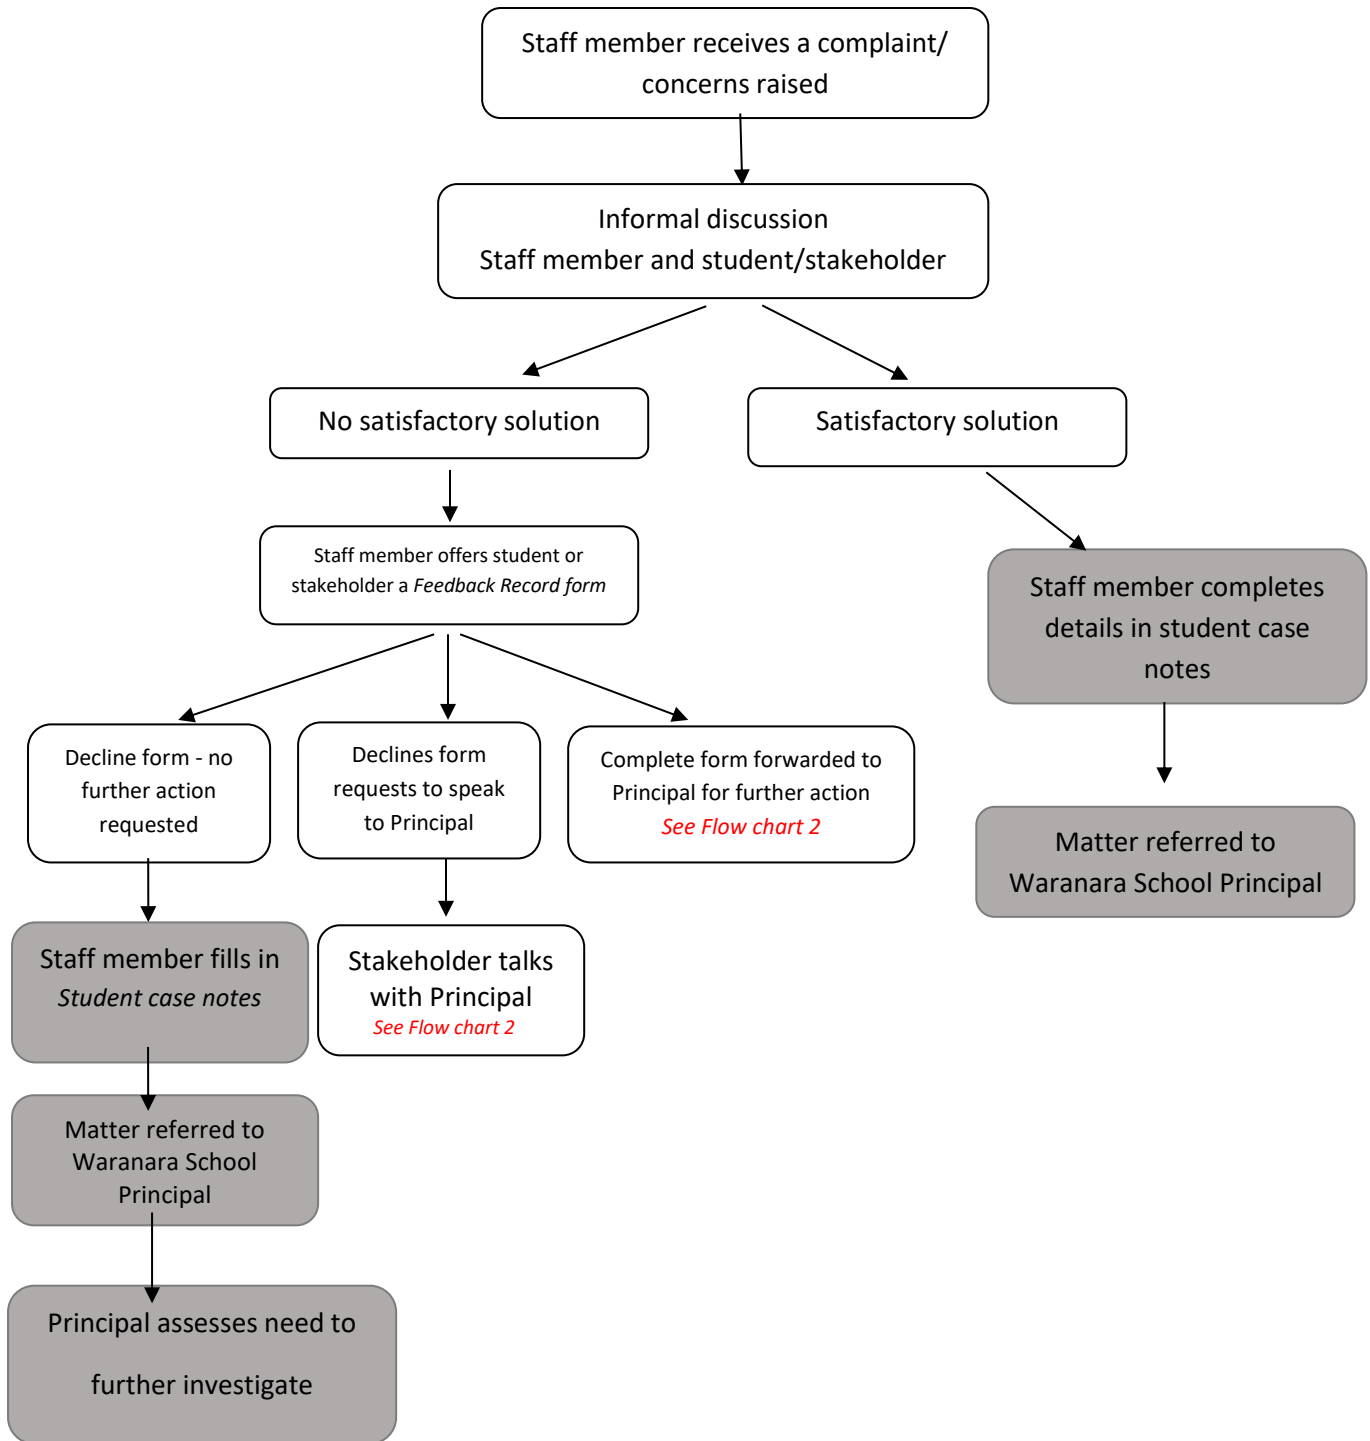 Staff member receives a complaint/
concerns raised
Informal discussion
Staff member and student/stakeholder
No satisfactory solution
Satisfactory solution
Staff member offers student or
stakeholder a Feedback Record form
Staff member completes
details in student case
notes
Decline form - no
further action
requested
Declines form
requests to speak
to Principal
Complete form forwarded to
Principal for further action
See Flow chart 2
Matter referred to
Waranara School Principal
Staff member fills in
Student case notes
Stakeholder talks
with Principal
See Flow chart 2
Matter referred to
Waranara School
Principal
Principal assesses need to
further investigate